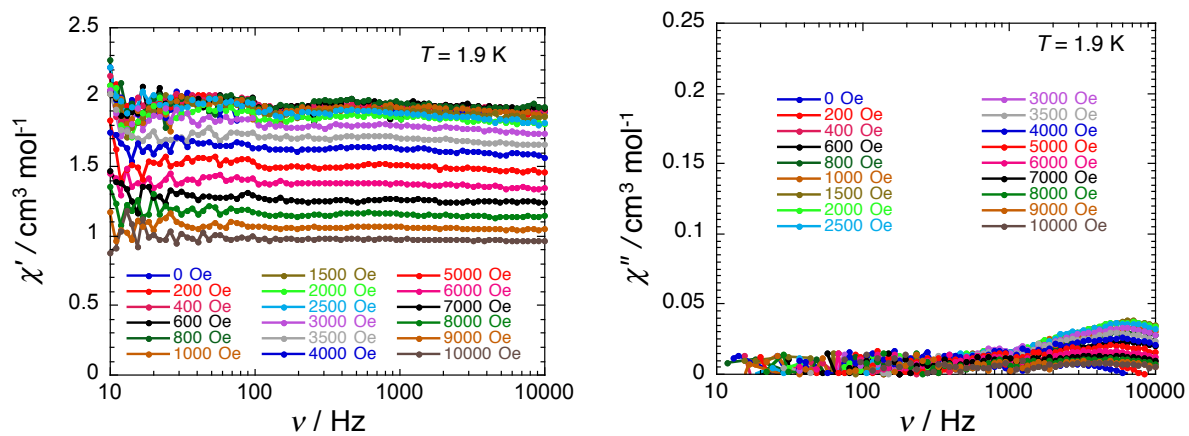 2.5
2
1.5
1
0.5
0
χ′ / cm³ mol⁻¹
T = 1.9 K
0 Oe
200 Oe
400 Oe
600 Oe
800 Oe
1000 Oe
1500 Oe
2000 Oe
2500 Oe
3000 Oe
3500 Oe
4000 Oe
5000 Oe
6000 Oe
7000 Oe
8000 Oe
9000 Oe
10000 Oe
10 100 1000 10000
ν / Hz
0.25
0.2
0.15
0.1
0.05
0
χ″ / cm³ mol⁻¹
T = 1.9 K
0 Oe
200 Oe
400 Oe
600 Oe
800 Oe
1000 Oe
1500 Oe
2000 Oe
2500 Oe
3000 Oe
3500 Oe
4000 Oe
5000 Oe
6000 Oe
7000 Oe
8000 Oe
9000 Oe
10000 Oe
10 100 1000 10000
ν / Hz